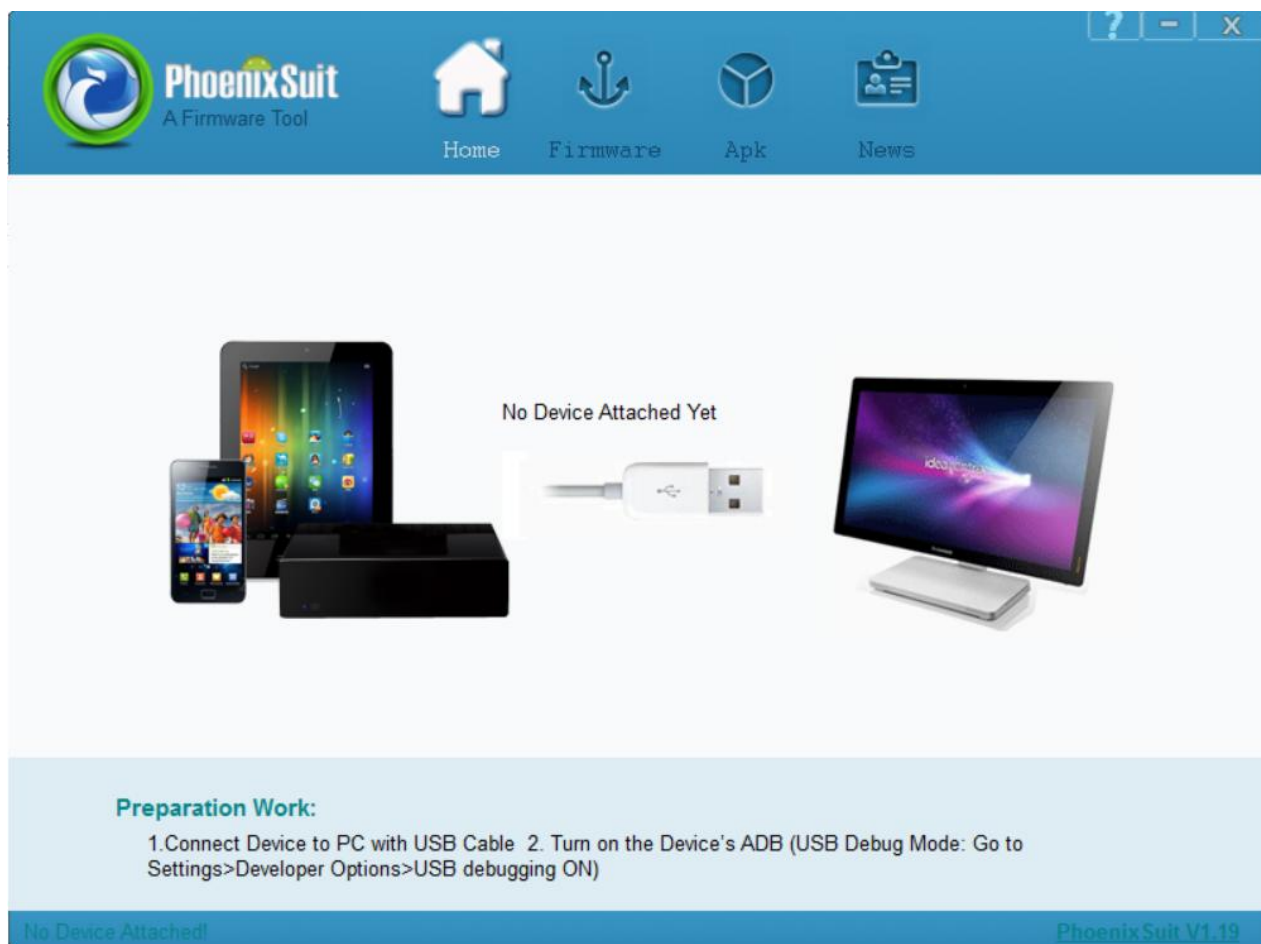 ? - X
PhoenixSuit
A Firmware Tool
Home Firmware Apk News
No Device Attached Yet
Preparation Work:
1.Connect Device to PC with USB Cable 2. Turn on the Device's ADB (USB Debug Mode: Go to
Settings>Developer Options>USB debugging ON)
No Device Attached! PhoenixSuit V1.19